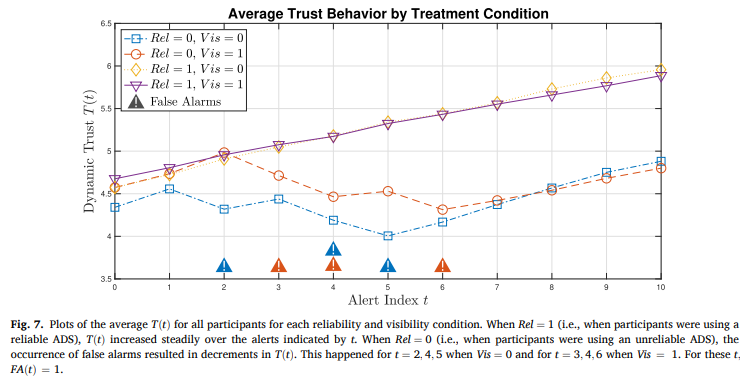 Average Trust Behavior by Treatment Condition
6.5
6
5.5
5
4.5
4
3.5
Dynamic Trust T(t)
Rel = 0, Vis = 0
Rel = 0, Vis = 1
Rel = 1, Vis = 0
Rel = 1, Vis = 1
False Alarms
0 1 2 3 4 5 6 7 8 9 10
Alert Index t
Fig. 7. Plots of the average T(t) for all participants for each reliability and visibility condition. When Rel = 1 (i.e., when participants were using a
reliable ADS), T(t) increased steadily over the alerts indicated by t. When Rel = 0 (i.e., when participants were using an unreliable ADS), the
occurrence of false alarms resulted in decrements in T(t). This happened for t = 2, 4, 5 when Vis = 0 and for t = 3, 4, 6 when Vis = 1. For these t,
FA(t) = 1.